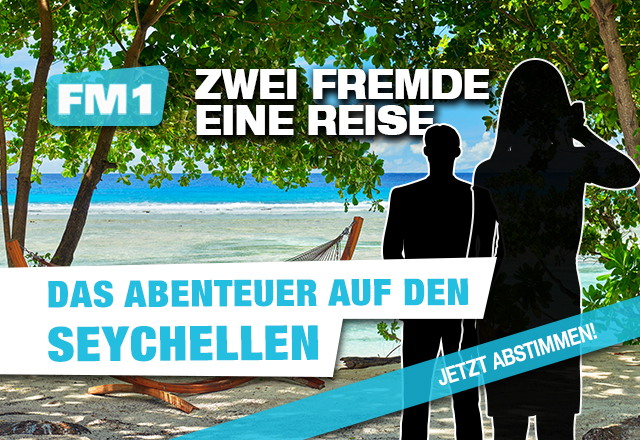 FM1
ZWEI FREMDE
EINE REISE
DAS ABENTEUER AUF DEN
SEYCHELLEN
JETZT ABSTIMMEN!